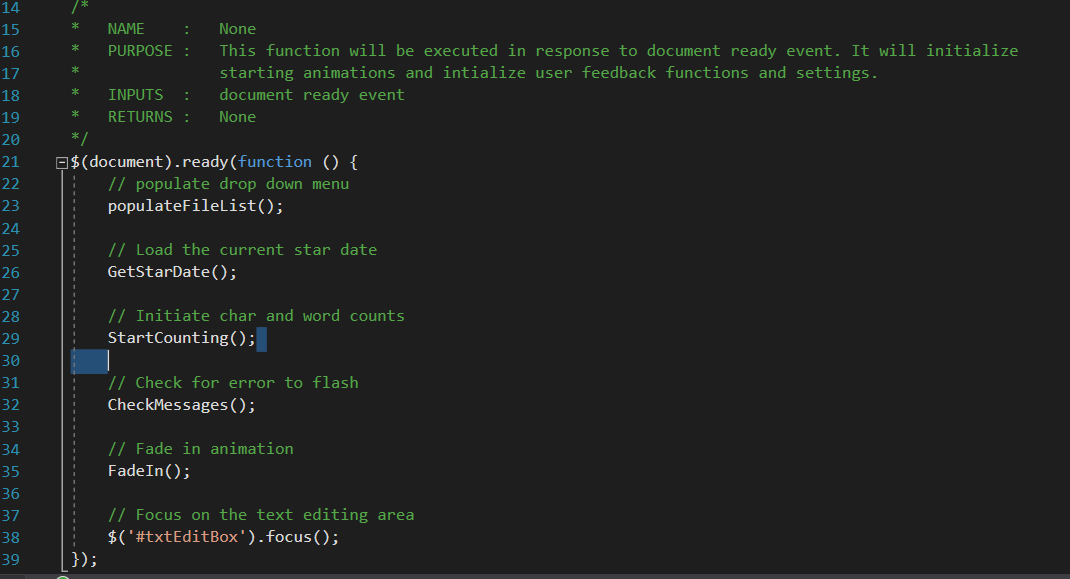 14 /*
15 * NAME : None
16 * PURPOSE : This function will be executed in response to document ready event. It will initialize
17 * starting animations and intialize user feedback functions and settings.
18 * INPUTS : document ready event
19 * RETURNS : None
20 */
21 $(document).ready(function () {
22 // populate drop down menu
23 populateFileList();
24
25 // Load the current star date
26 GetStarDate();
27
28 // Initiate char and word counts
29 StartCounting();
30
31 // Check for error to flash
32 CheckMessages();
33
34 // Fade in animation
35 FadeIn();
36
37 // Focus on the text editing area
38 $('#txtEditBox').focus();
39 });